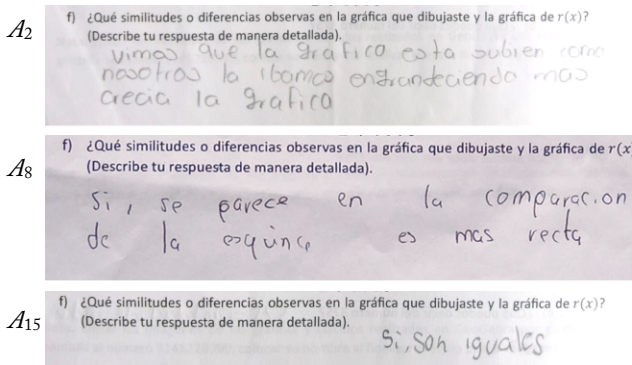 A2
f) ¿Qué similitudes o diferencias observas en la gráfica que dibujaste y la gráfica de r(x)?
(Describe tu respuesta de manera detallada).
vimos que la grafico esta subien como
nosotros la ibamos engrandeciendo mas
crecia la grafico
A8
f) ¿Qué similitudes o diferencias observas en la gráfica que dibujaste y la gráfica de r(x
(Describe tu respuesta de manera detallada).
Si, se parece en la comparacion
de la esquince es mas recta
A15
f) ¿Qué similitudes o diferencias observas en la gráfica que dibujaste y la gráfica de r(x)?
(Describe tu respuesta de manera detallada).
Si, son iguales